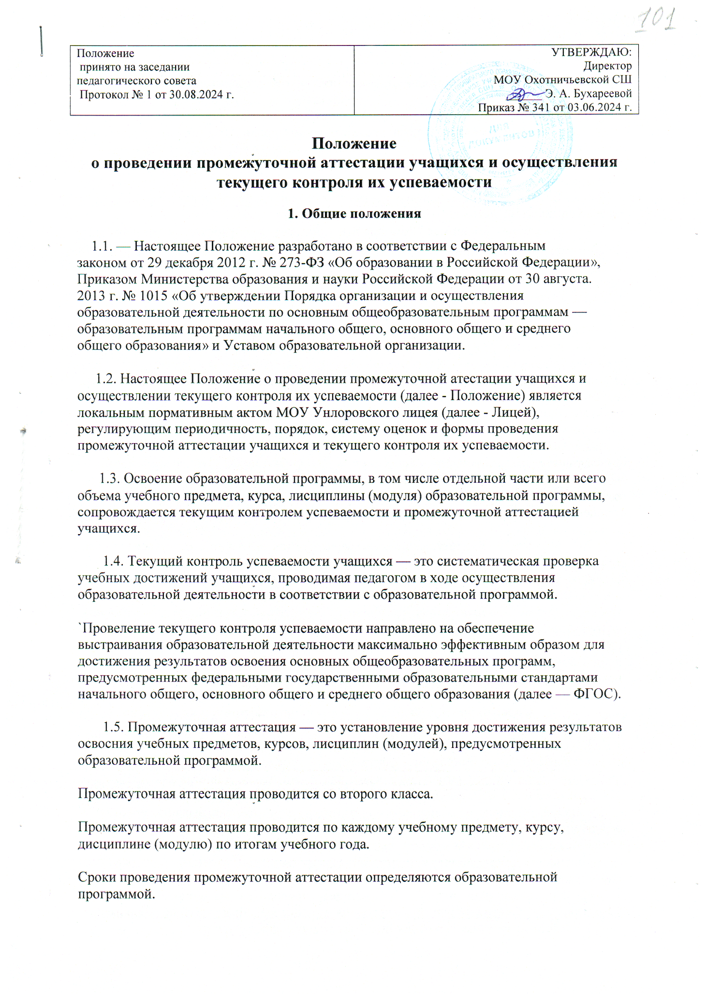 101
Положение
принято на заседании
педагогического совета
Протокол № 1 от 30.08.2024 г.
УТВЕРЖДАЮ:
Директор
МОУ Охотничьевской СШ
Э. А. Бухареевой
Приказ № 341 от 03.06.2024 г.
ДЛЯ
ДОКУМЕНТОВ
Положение
о проведении промежуточной аттестации учащихся и осуществления
текущего контроля их успеваемости
1. Общие положения
1.1. — Настоящее Положение разработано в соответствии с Федеральным
законом от 29 декабря 2012 г. № 273-ФЗ «Об образовании в Российской Федерации»,
Приказом Министерства образования и науки Российской Федерации от 30 августа.
2013 г. № 1015 «Об утверждении Порядка организации и осуществления
образовательной деятельности по основным общеобразовательным программам —
образовательным программам начального общего, основного общего и среднего
общего образования» и Уставом образовательной организации.
1.2. Настоящее Положение о проведении промежуточной атестации учащихся и
осуществлении текущего контроля их успеваемости (далее - Положение) является
локальным пормативным актом МОУ Унлоровского лицея (далее - Лицей),
регулирующим периодичность, порядок, систему оценок и формы проведения
промежуточной аттестации учащихся и текущего контроля их успеваемости.
1.3. Освоение образовательной программы, в том числе отдельной части или всего
объема учебного предмета, курса, лисциплины (модуля) образовательной программы,
сопровождается текущим контролем успеваемости и промежуточной аттестацией
учащихся.
1.4. Текущий контроль успеваемости учащихся — это систематическая проверка
учебных достижений учащихся, проводимая педагогом в ходе осуществления
образовательной деятельности в соответствии с образовательной программой.
`Провеление текущего контроля успеваемости направлено на обеспечение
выстраивания образовательной деятельности максимально эффективным образом для
достижения результатов освоения основных общеобразовательных программ,
предусмотренных федеральными государственными образовательными стандартами
начального общего, основного общего и среднего общего образования (далее — ФГОС).
1.5. Промежуточная аттестация — это установление уровня достижения результатов
освосния учебных предметов, курсов, лисциплин (модулей), предусмотренных
образовательной программой.
Промежуточная аттестация проводится со второго класса.
Промежуточная аттестация проводится по каждому учебному предмету, курсу,
дисциплине (модулю) по итогам учебного года.
Сроки проведения промежуточной аттестации определяются образовательной
программой.